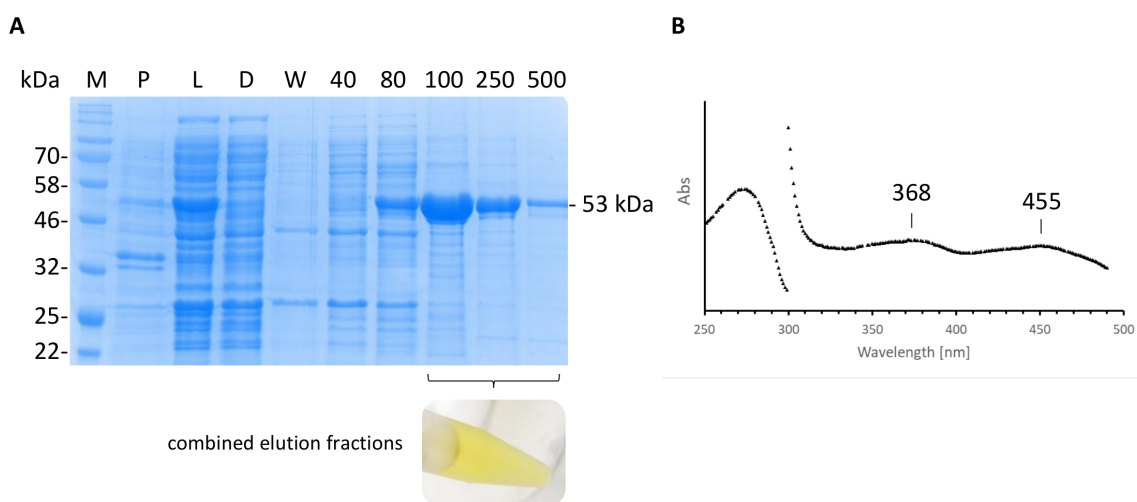 A
kDa M P L D W 40 80 100 250 500
70-
58-
46-
32-
25-
22-
- 53 kDa
combined elution fractions
B
Abs
368
455
250 300 350 400 450 500
Wavelength [nm]